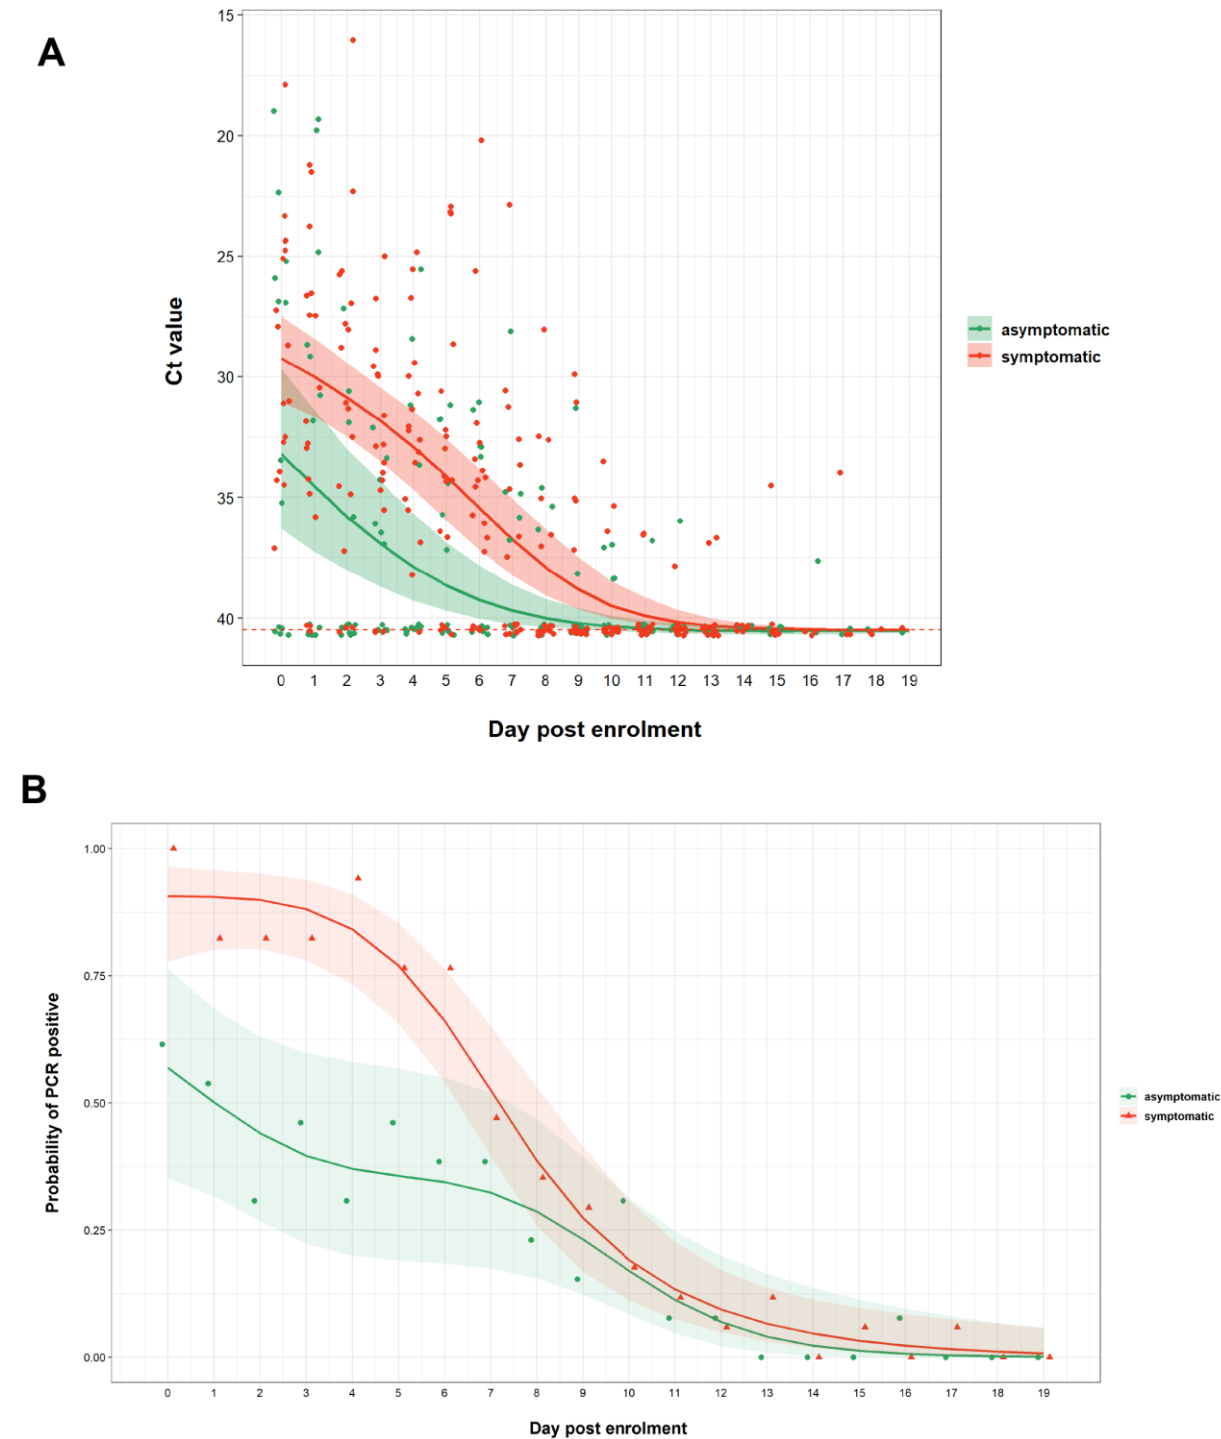 A
15
20
25
30
35
40
Ct value
0 1 2 3 4 5 6 7 8 9 10 11 12 13 14 15 16 17 18 19
Day post enrolment
asymptomatic
symptomatic
B
1.00
0.75
0.50
0.25
0.00
Probability of PCR positive
0 1 2 3 4 5 6 7 8 9 10 11 12 13 14 15 16 17 18 19
Day post enrolment
asymptomatic
symptomatic